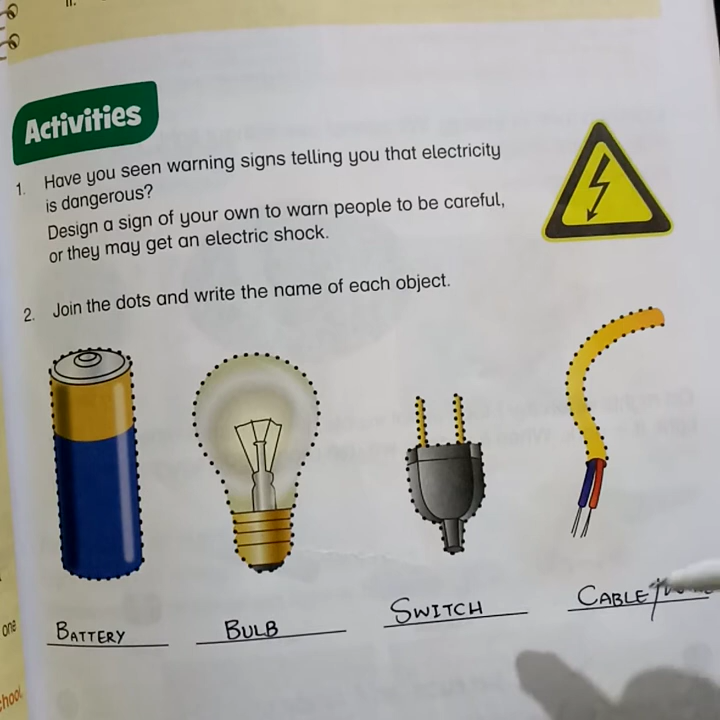 Activities
1. Have you seen warning signs telling you that electricity
is dangerous?
Design a sign of your own to warn people to be careful,
or they may get an electric shock.
2. Join the dots and write the name of each object.
BATTERY
BULB
SWITCH
CABLE/
one